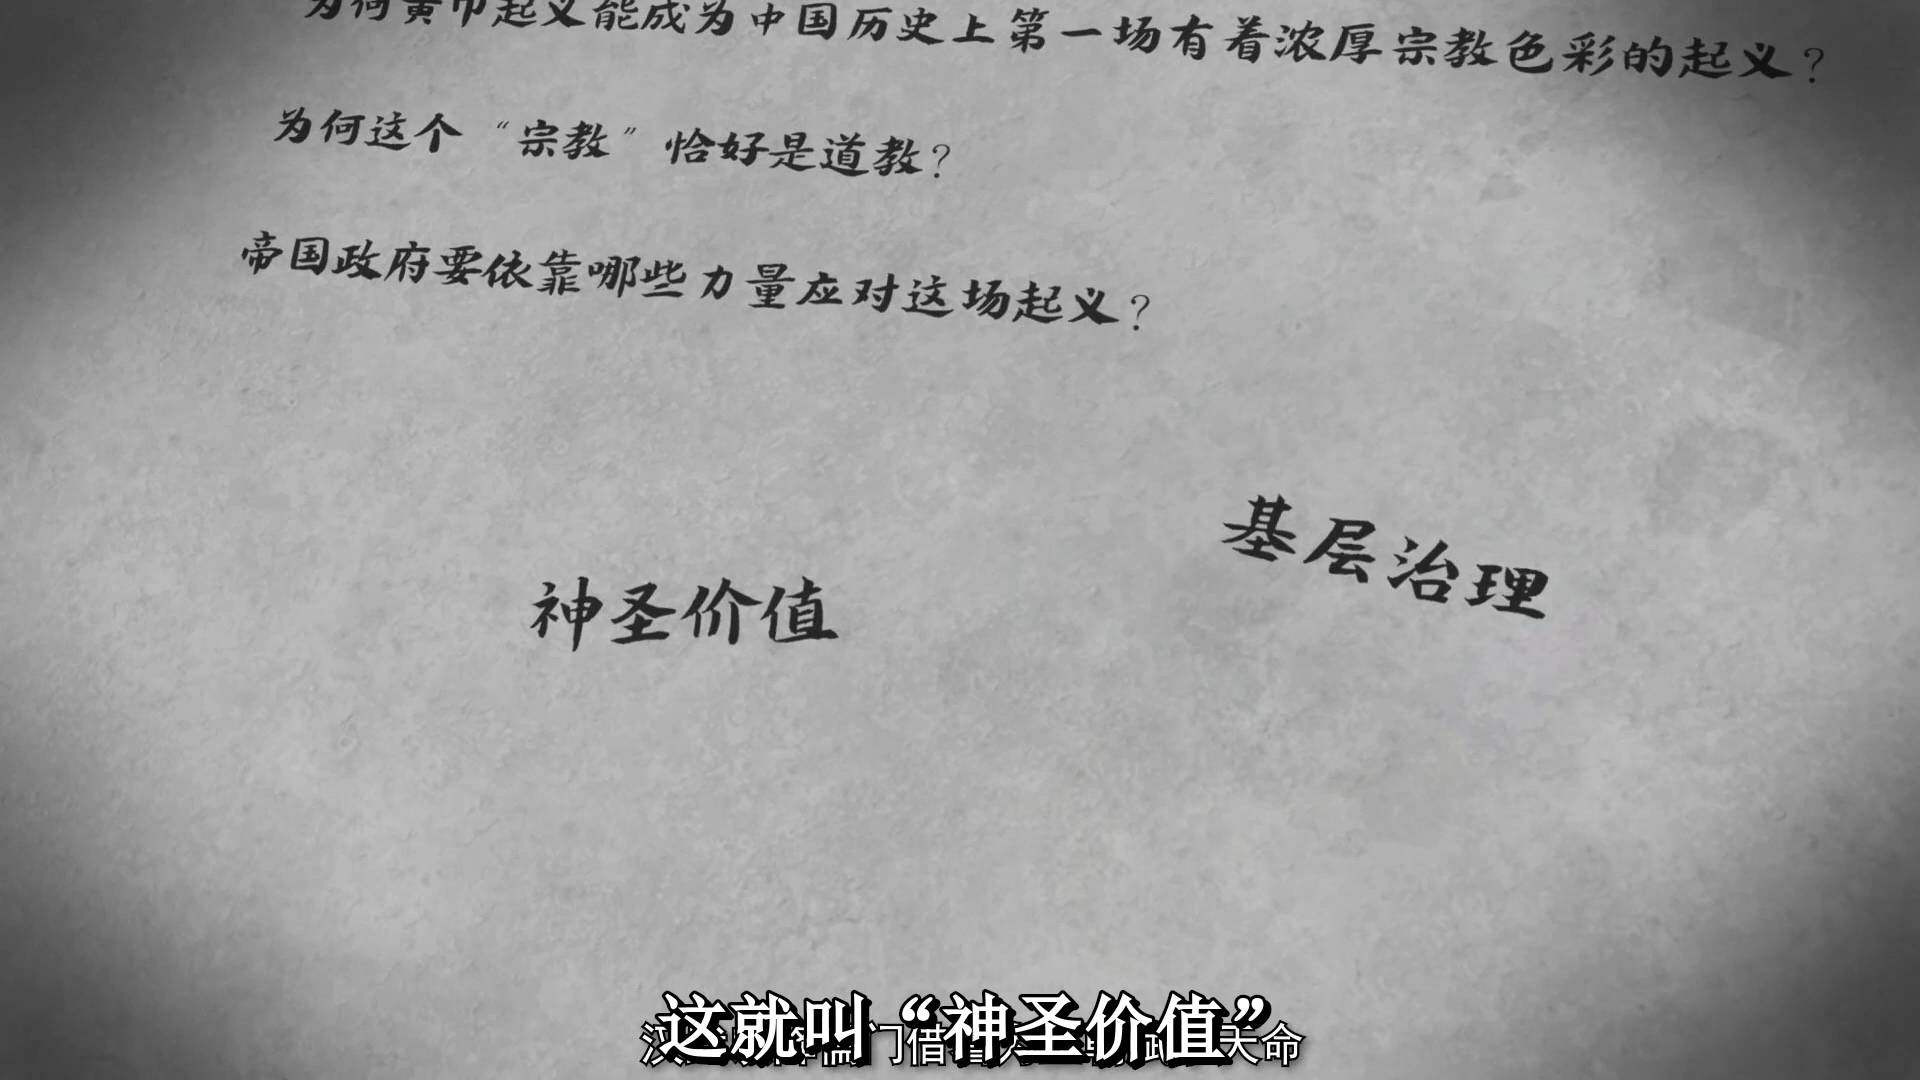 为何黄巾起义能成为中国历史上第一场有着浓厚宗教色彩的起义？
为何这个“宗教”恰好是道教？
帝国政府要依靠哪些力量应对这场起义？
基层治理
神圣价值
这就叫“神圣价值”
天命